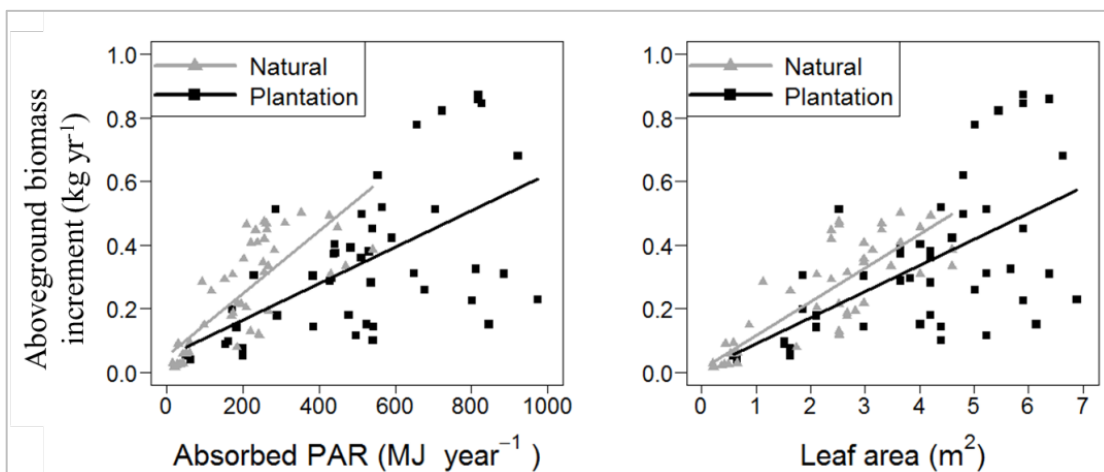 Aboveground biomass
increment (kg yr⁻¹)
1.0
0.8
0.6
0.4
0.2
0.0
Natural
Plantation
0 200 400 600 800 1000
Absorbed PAR (MJ year⁻¹)
1.0
0.8
0.6
0.4
0.2
0.0
Natural
Plantation
0 1 2 3 4 5 6 7
Leaf area (m²)